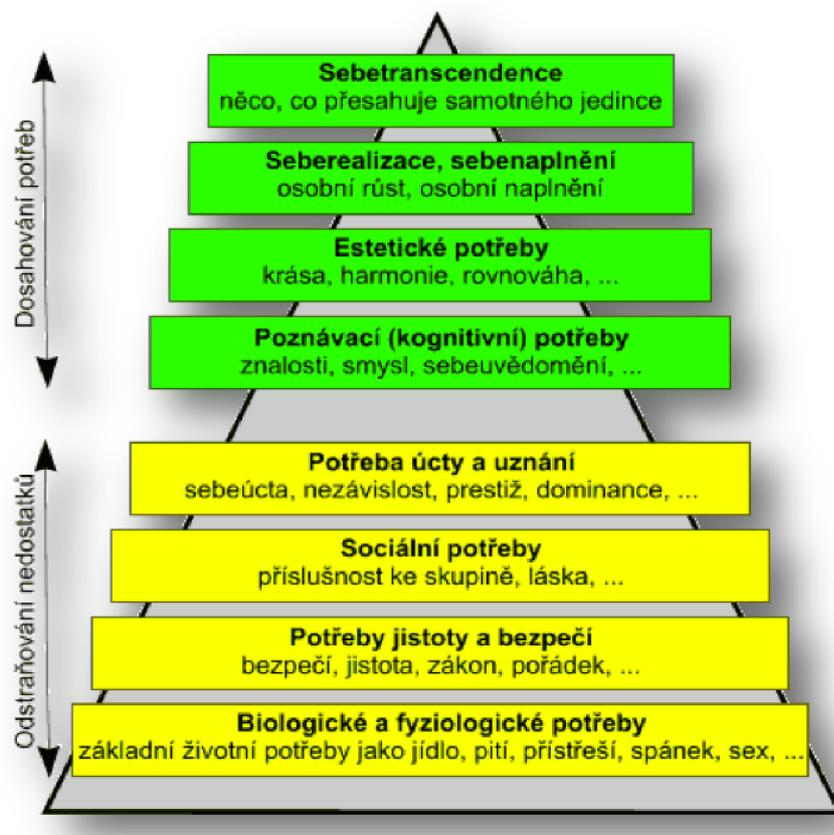 Sebetranscendence
něco, co přesahuje samotného jedince
Seberealizace, sebenaplnění
osobní růst, osobní naplnění
Estetické potřeby
krása, harmonie, rovnováha, ...
Poznávací (kognitivní) potřeby
znalosti, smysl, sebeuvědomění, ...
Dosahování potřeb
Potřeba úcty a uznání
sebeúcta, nezávislost, prestiž, dominance, ...
Sociální potřeby
příslušnost ke skupině, láska, ...
Potřeby jistoty a bezpečí
bezpečí, jistota, zákon, pořádek, ...
Biologické a fyziologické potřeby
základní životní potřeby jako jídlo, pití, přístřeší, spánek, sex, ...
Odstraňování nedostatků